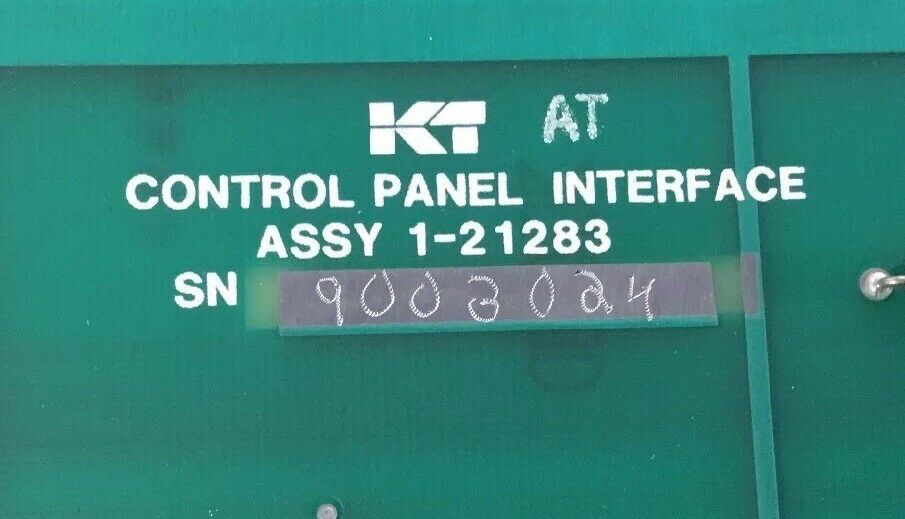 KT AT
CONTROL PANEL INTERFACE
ASSY 1-21283
SN 9003024